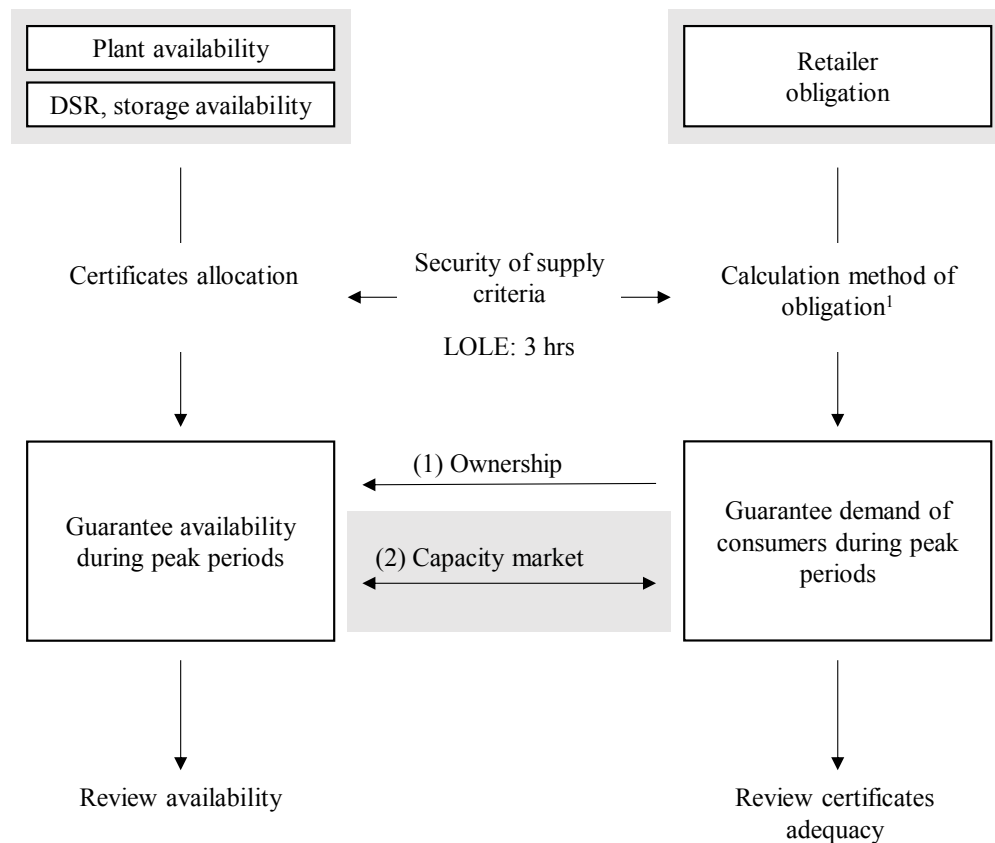 Plant availability
DSR, storage availability
Retailer
obligation
Certificates allocation
Security of supply
criteria
LOLE: 3 hrs
Calculation method of
obligation¹
Guarantee availability
during peak periods
(1) Ownership
(2) Capacity market
Guarantee demand of
consumers during peak
periods
Review availability
Review certificates
adequacy